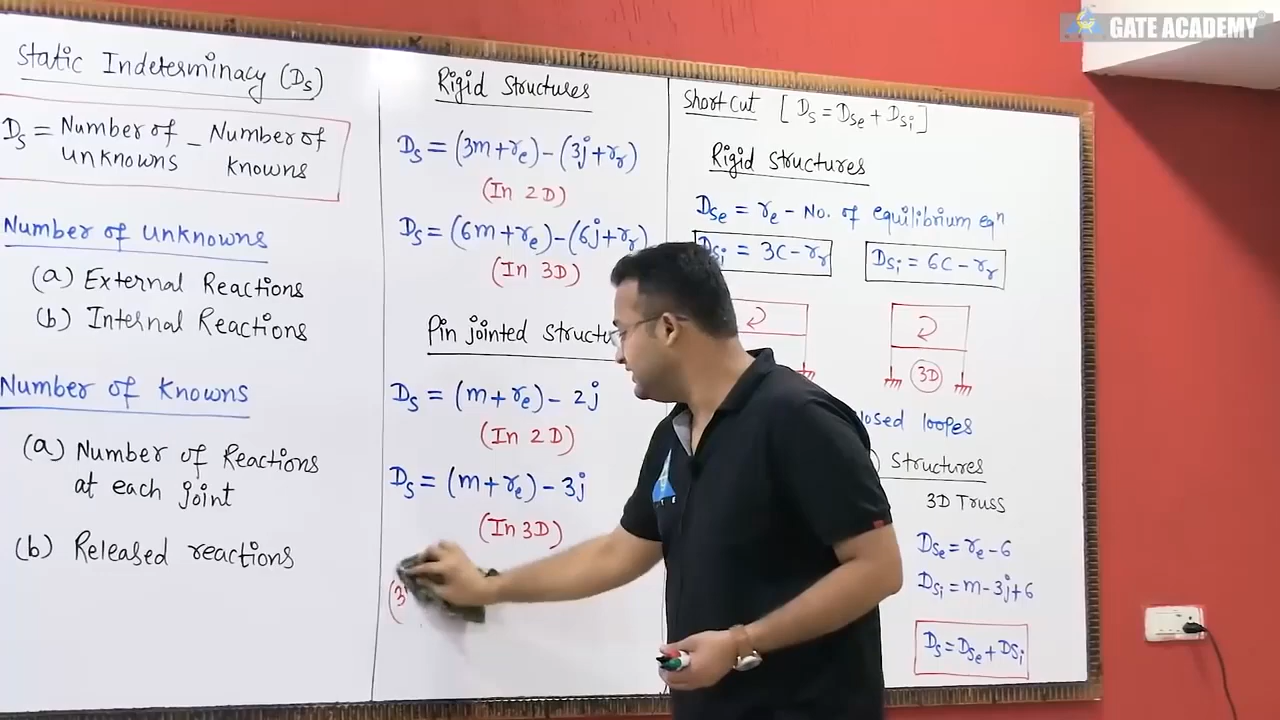 GATE ACADEMY
Static Indeterminacy (Ds)
Ds = Number of unknowns - Number of knowns
Number of unknowns
(a) External Reactions
(b) Internal Reactions
Number of knowns
(a) Number of Reactions
at each joint
(b) Released reactions
Rigid Structures
Ds = (3m+re) - (3j+rr)
(In 2D)
Ds = (6m+re) - (6j+rr)
(In 3D)
Pin jointed Structu
Ds = (m+re) - 2j
(In 2D)
Ds = (m+re) - 3j
(In 3D)
(3
Short cut [Ds = Dse + Dsi]
Rigid structures
Dse = re - No. of equilibrium eqn
Dsi = 3C - rr
Dsi = 6C - rr
3D
losed loopes
) Structures
3D Truss
Dse = re - 6
Dsi = m - 3j + 6
Ds = Dse + Dsi